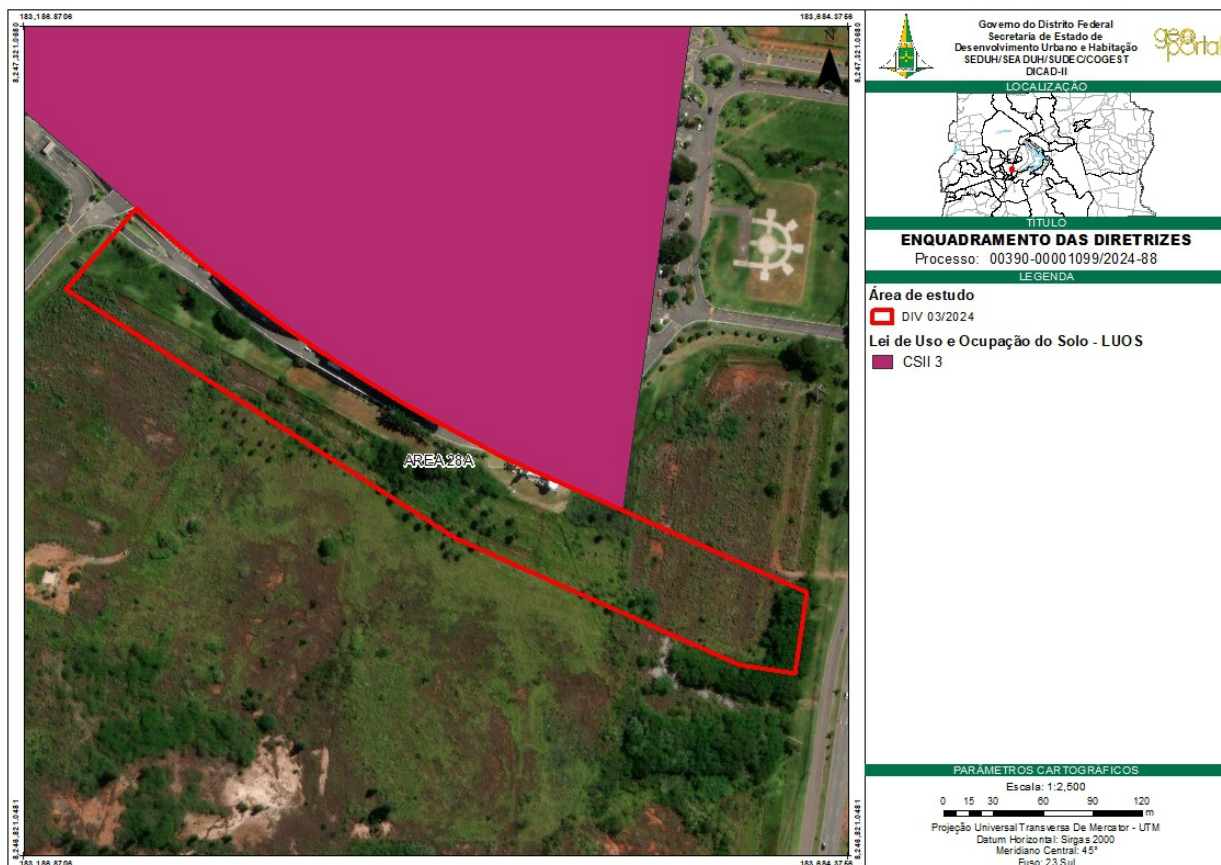 183,186.8706
183,684.3756
8,247,321.0680
8,247,321.0680
AREA 28A
8,246,821.0481
8,246,821.0481
183,186.8706
183,684.3756
Governo do Distrito Federal
Secretaria de Estado de
Desenvolvimento Urbano e Habitação
SEDUH/SEADUH/SUDEC/COGEST
DICAD-II
geo
portal
LOCALIZAÇÃO
TÍTULO
ENQUADRAMENTO DAS DIRETRIZES
Processo: 00390-00001099/2024-88
LEGENDA
Área de estudo
DIV 03/2024
Lei de Uso e Ocupação do Solo - LUOS
CSII 3
PARÂMETROS CARTOGRÁFICOS
Escala: 1:2,500
0 15 30 60 90 120
m
Projeção Universal Transversa De Mercator - UTM
Datum Horizontal: Sirgas 2000
Meridiano Central: 45°
Fuso: 23 Sul